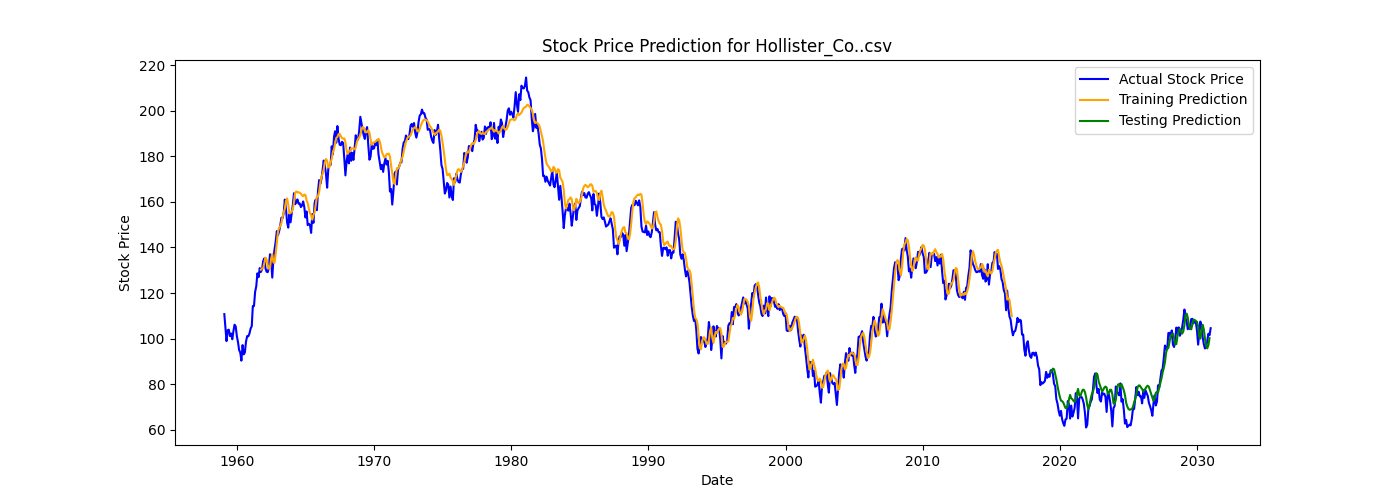 Stock Price Prediction for Hollister_Co..csv
Actual Stock Price
Training Prediction
Testing Prediction
Stock Price
220
200
180
160
140
120
100
80
60
1960 1970 1980 1990 2000 2010 2020 2030
Date